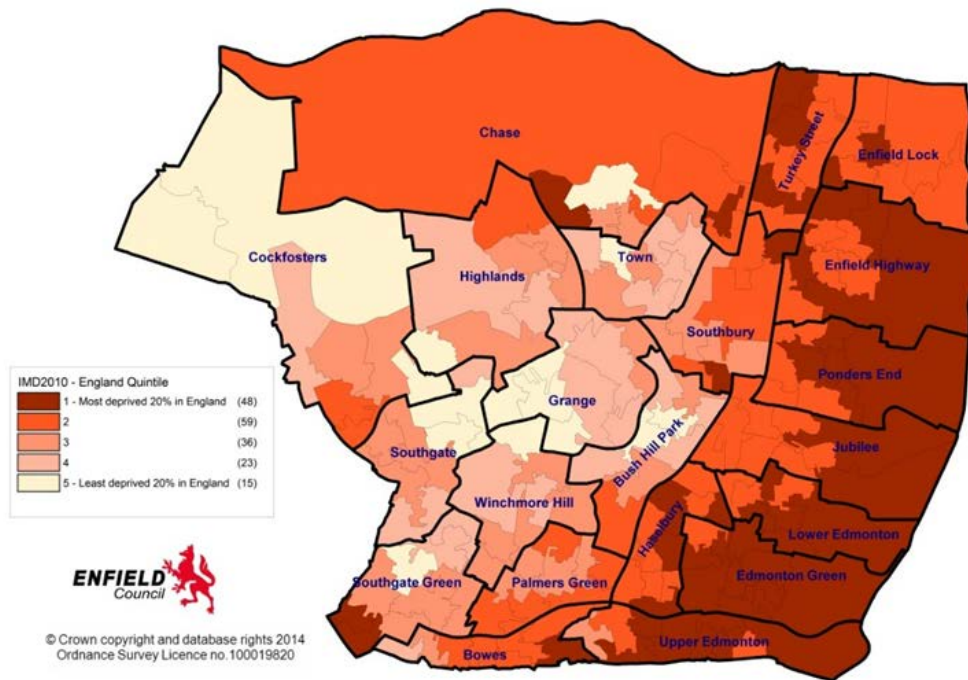 Chase
Turkey Street
Enfield Lock
Cockfosters
Highlands
Town
Enfield Highway
Southbury
Ponders End
Grange
Jubilee
Southgate
Bush Hill Park
Winchmore Hill
Haselbury
Lower Edmonton
Edmonton Green
Southgate Green
Palmers Green
Bowes
Upper Edmonton
IMD2010 - England Quintile
1 - Most deprived 20% in England (48)
2 (59)
3 (36)
4 (23)
5 - Least deprived 20% in England (15)
ENFIELD
Council
© Crown copyright and database rights 2014
Ordnance Survey Licence no.100019820